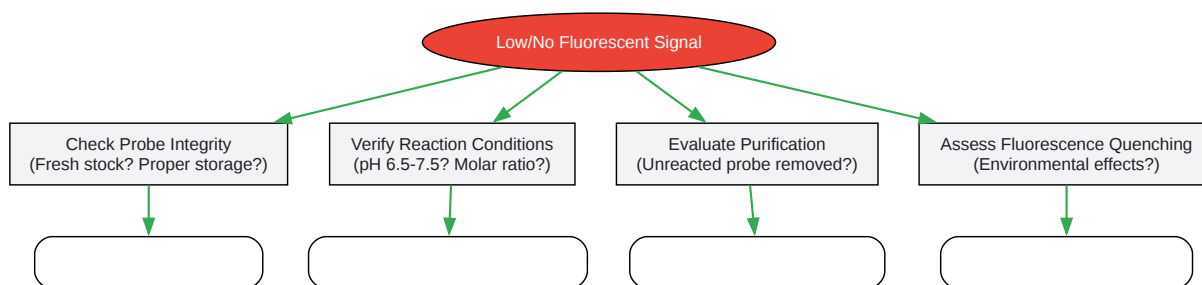 Low/No Fluorescent Signal
Check Probe Integrity
(Fresh stock? Proper storage?)
Verify Reaction Conditions
(pH 6.5-7.5? Molar ratio?)
Evaluate Purification
(Unreacted probe removed?)
Assess Fluorescence Quenching
(Environmental effects?)